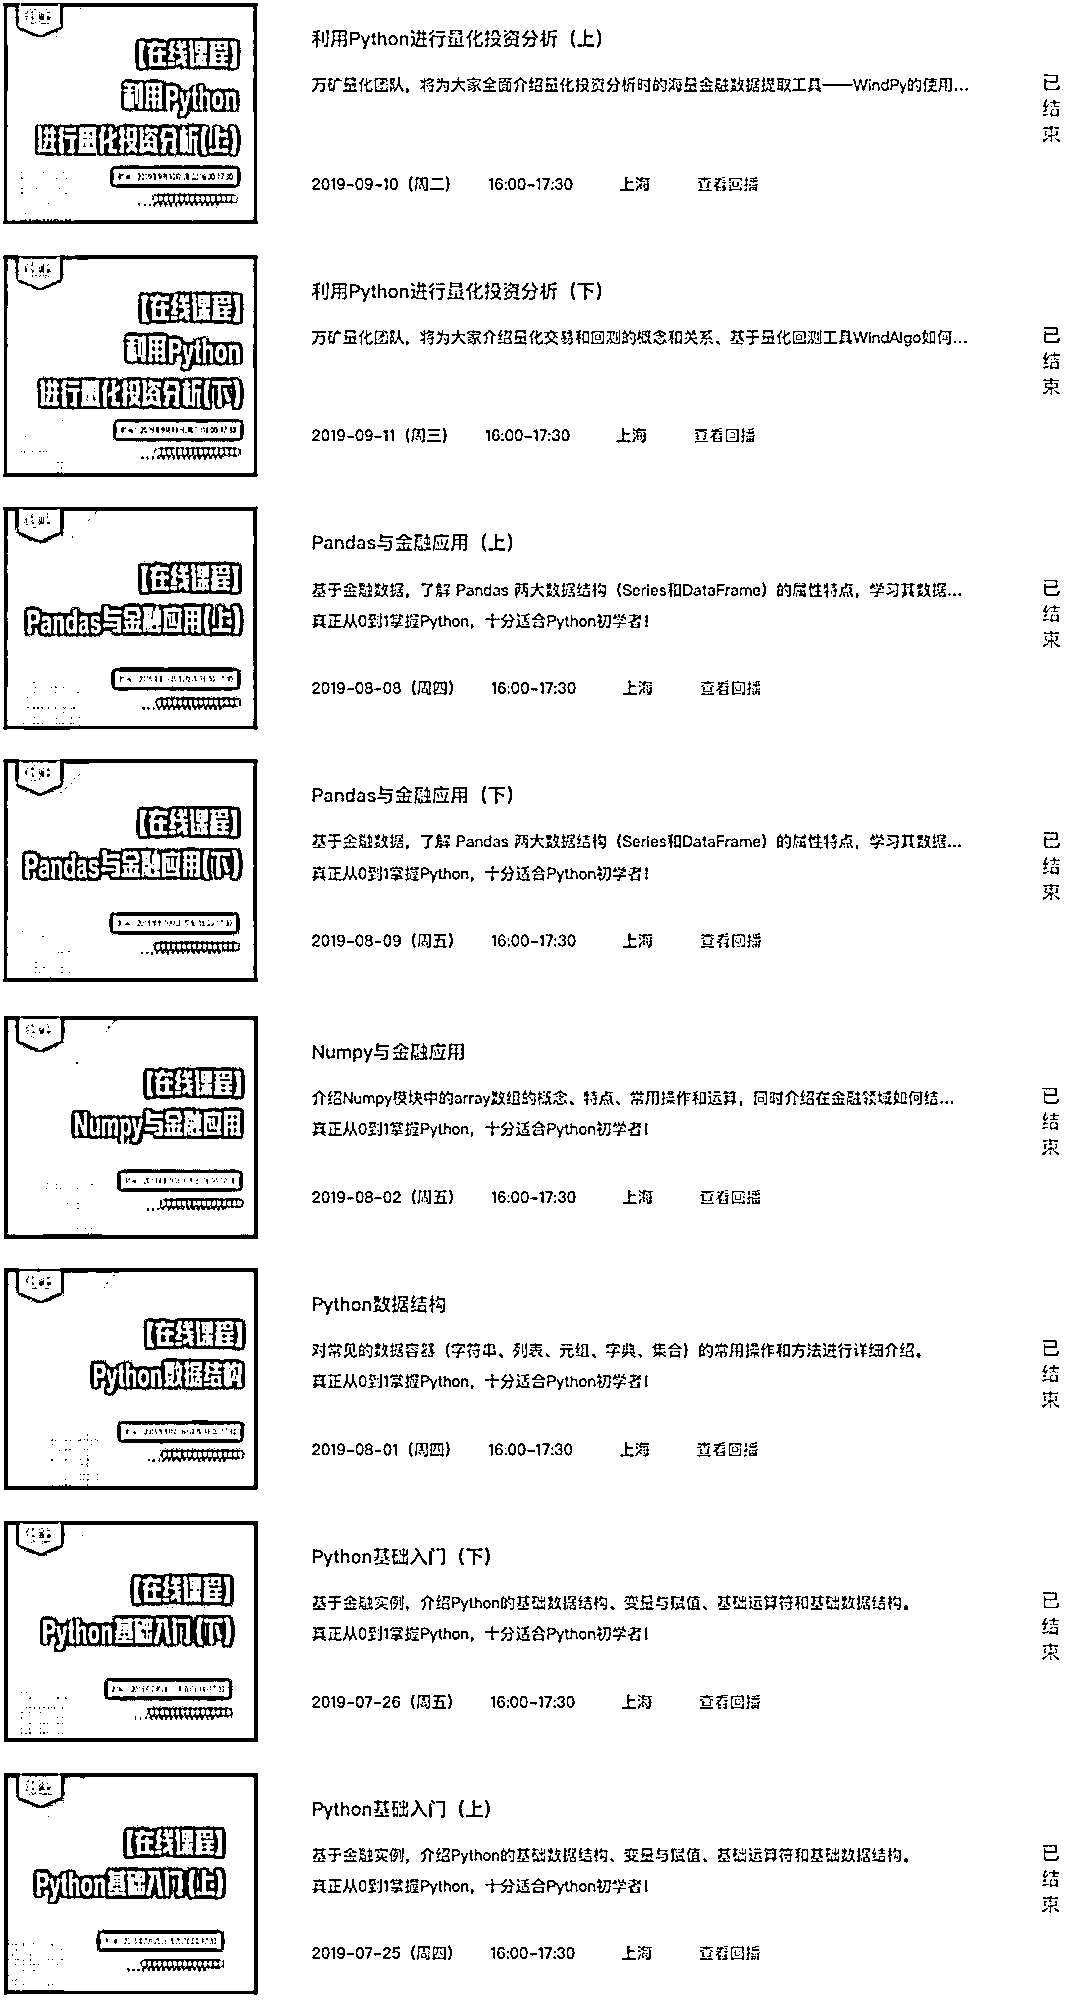 [在线课程]
利用Python
进行量化投资分析(上)
利用Python进行量化投资分析（上）
万矿量化团队，将为大家全面介绍量化投资分析时的海量金融数据提取工具——WindPy的使用...
2019-09-10（周二） 16:00-17:30 上海 查看回播
已结束
[在线课程]
利用Python
进行量化投资分析(下)
利用Python进行量化投资分析（下）
万矿量化团队，将为大家介绍量化交易和回测的概念和关系、基于量化回测工具WindAlgo如何...
2019-09-11（周三） 16:00-17:30 上海 查看回播
已结束
[在线课程]
Pandas与金融应用(上)
Pandas与金融应用（上）
基于金融数据，了解 Pandas 两大数据结构（Series和DataFrame）的属性特点，学习其数据...
真正从0到1掌握Python，十分适合Python初学者！
2019-08-08（周四） 16:00-17:30 上海 查看回播
已结束
[在线课程]
Pandas与金融应用(下)
Pandas与金融应用（下）
基于金融数据，了解 Pandas 两大数据结构（Series和DataFrame）的属性特点，学习其数据...
真正从0到1掌握Python，十分适合Python初学者！
2019-08-09（周五） 16:00-17:30 上海 查看回播
已结束
[在线课程]
Numpy与金融应用
Numpy与金融应用
介绍Numpy模块中的array数组的概念、特点、常用操作和运算，同时介绍在金融领域如何结...
真正从0到1掌握Python，十分适合Python初学者！
2019-08-02（周五） 16:00-17:30 上海 查看回播
已结束
[在线课程]
Python数据结构
Python数据结构
对常见的数据容器（字符串、列表、元组、字典、集合）的常用操作和方法进行详细介绍。
真正从0到1掌握Python，十分适合Python初学者！
2019-08-01（周四） 16:00-17:30 上海 查看回播
已结束
[在线课程]
Python基础入门(下)
Python基础入门（下）
基于金融实例，介绍Python的基础数据结构、变量与赋值、基础运算符和基础数据结构。
真正从0到1掌握Python，十分适合Python初学者！
2019-07-26（周五） 16:00-17:30 上海 查看回播
已结束
[在线课程]
Python基础入门(上)
Python基础入门（上）
基于金融实例，介绍Python的基础数据结构、变量与赋值、基础运算符和基础数据结构。
真正从0到1掌握Python，十分适合Python初学者！
2019-07-25（周四） 16:00-17:30 上海 查看回播
已结束